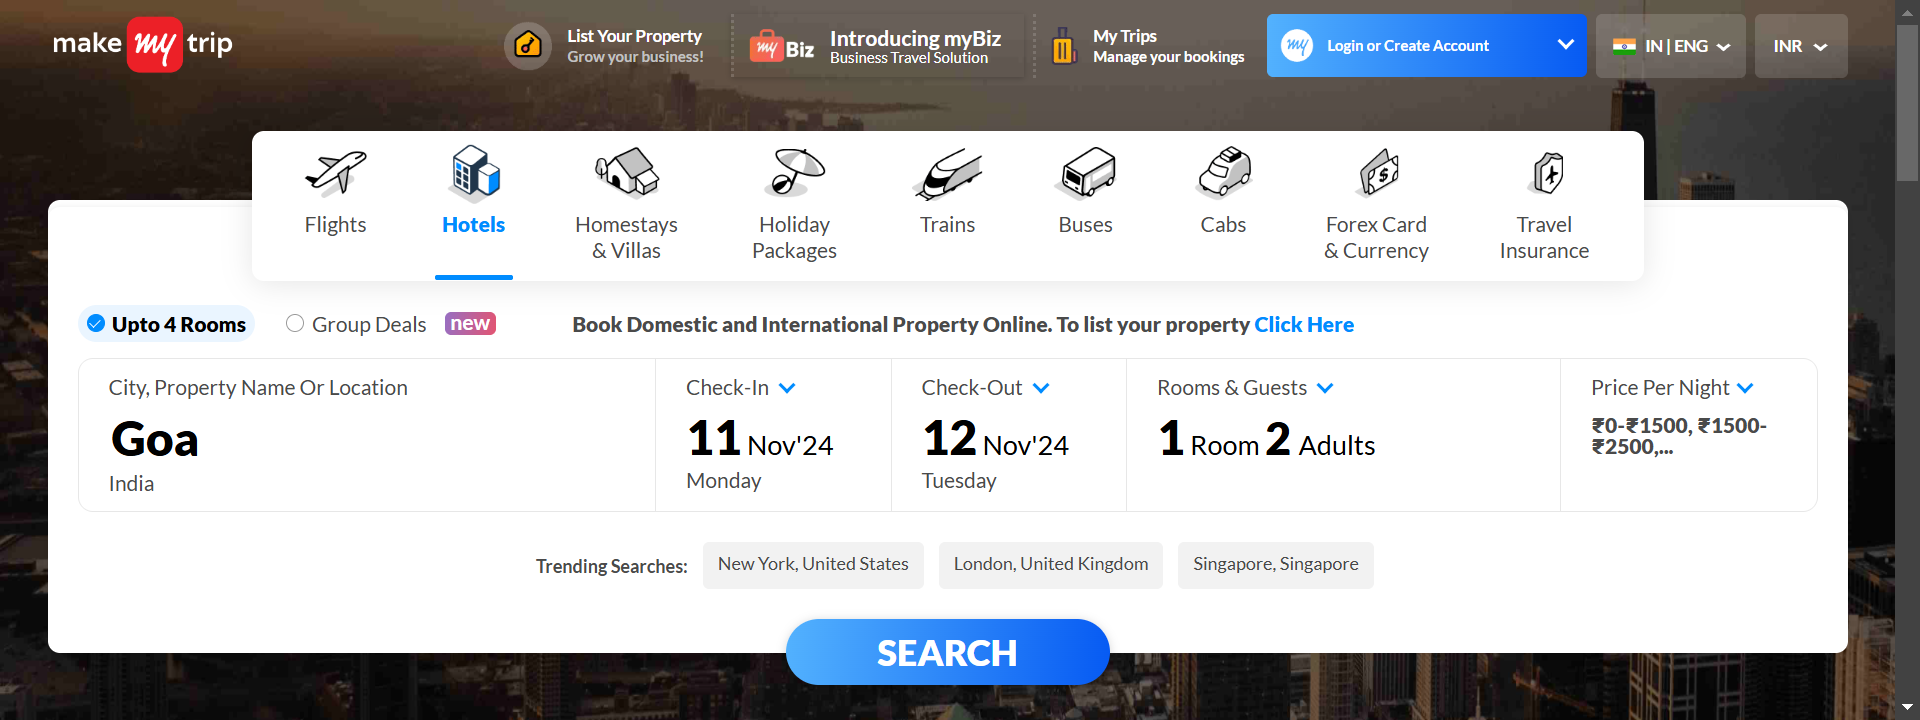 make my trip
List Your Property
Grow your business!
my Biz
Introducing myBiz
Business Travel Solution
My Trips
Manage your bookings
my
Login or Create Account
IN | ENG
INR
Flights
Hotels
Homestays
& Villas
Holiday
Packages
Trains
Buses
Cabs
Forex Card
& Currency
Travel
Insurance
Upto 4 Rooms
Group Deals
new
Book Domestic and International Property Online. To list your property Click Here
City, Property Name Or Location
Goa
India
Check-In
11 Nov'24
Monday
Check-Out
12 Nov'24
Tuesday
Rooms & Guests
1 Room 2 Adults
Price Per Night
₹0-₹1500, ₹1500-
₹2500,...
Trending Searches:
New York, United States
London, United Kingdom
Singapore, Singapore
SEARCH